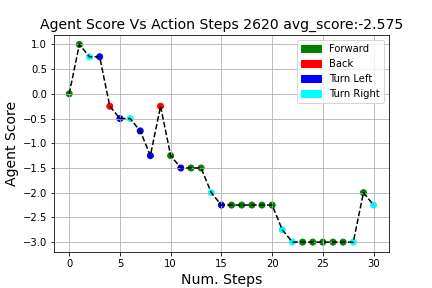 Agent Score Vs Action Steps 2620 avg_score:-2.575
1.0
0.5
0.0
−0.5
−1.0
−1.5
−2.0
−2.5
−3.0
Agent Score
Forward
Back
Turn Left
Turn Right
0 5 10 15 20 25 30
Num. Steps